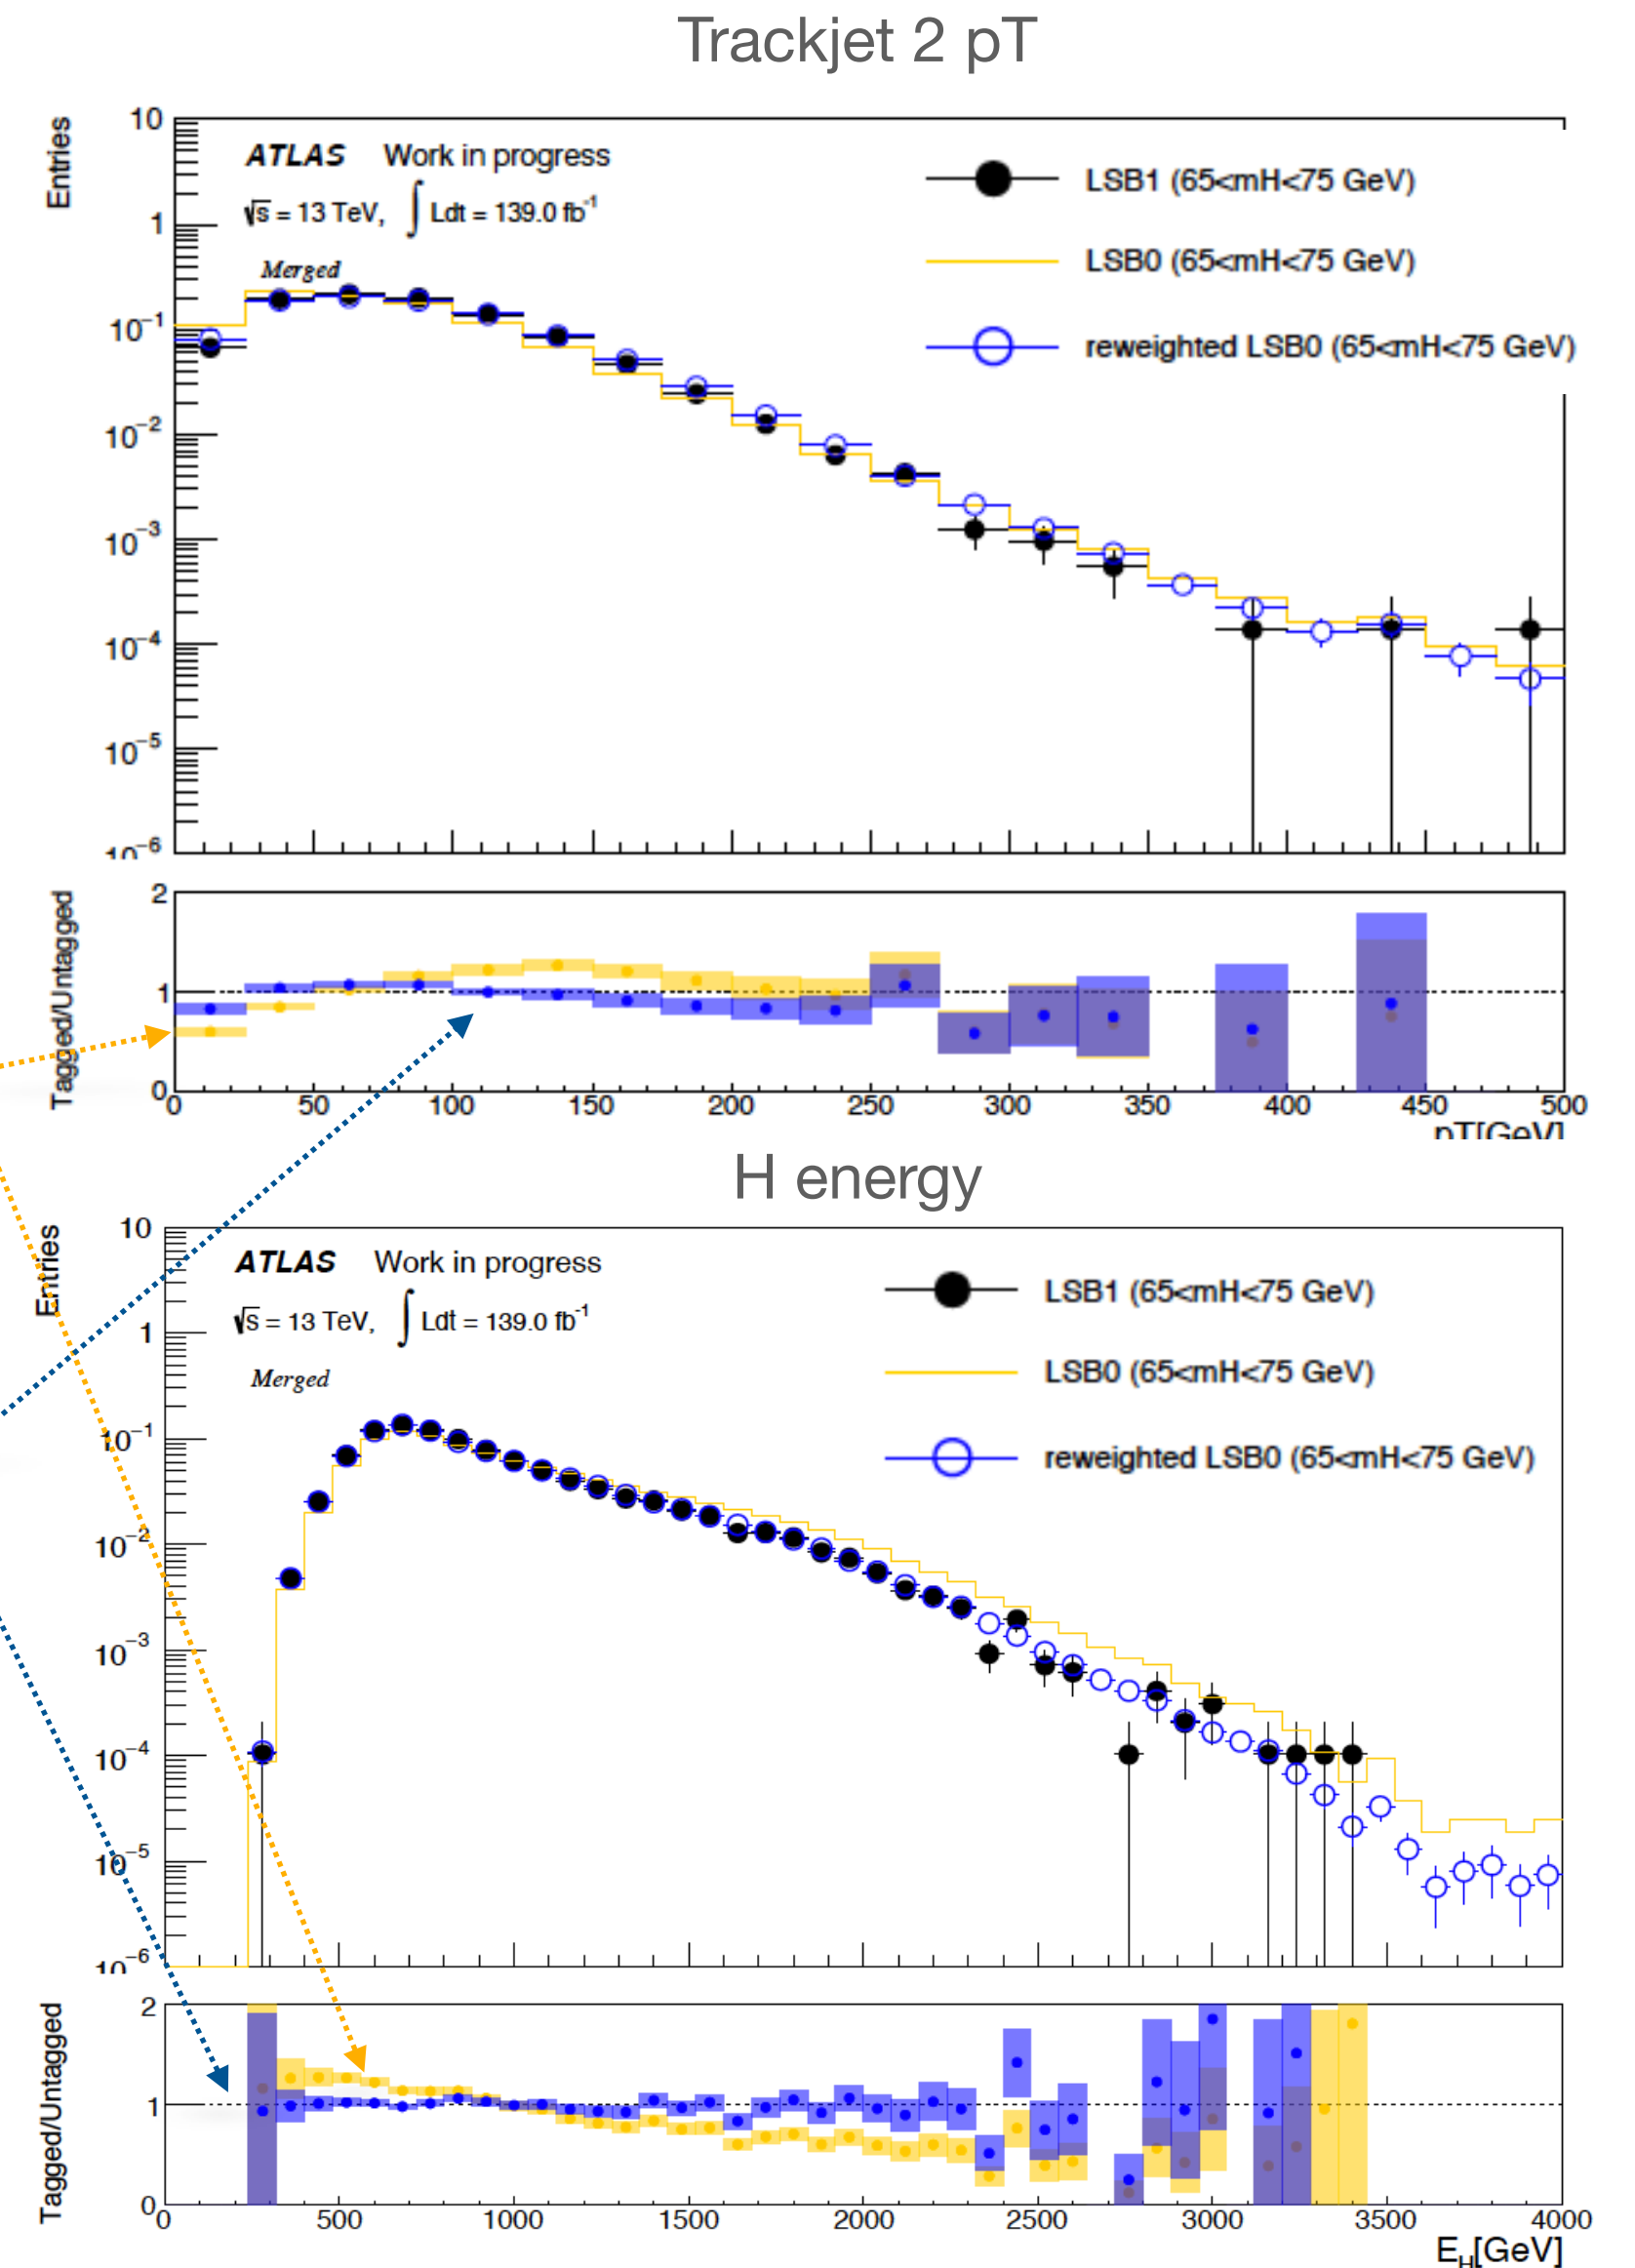 Trackjet 2 pT
Entries
10
1
10⁻¹
10⁻²
10⁻³
10⁻⁴
10⁻⁵
10⁻⁶
ATLAS Work in progress
√s = 13 TeV, ∫ Ldt = 139.0 fb⁻¹
Merged
LSB1 (65<mH<75 GeV)
LSB0 (65<mH<75 GeV)
reweighted LSB0 (65<mH<75 GeV)
Tagged/Untagged
2
1
0
0 50 100 150 200 250 300 350 400 450 500
pT[GeV]
H energy
Entries
10
1
10⁻¹
10⁻²
10⁻³
10⁻⁴
10⁻⁵
10⁻⁶
ATLAS Work in progress
√s = 13 TeV, ∫ Ldt = 139.0 fb⁻¹
Merged
LSB1 (65<mH<75 GeV)
LSB0 (65<mH<75 GeV)
reweighted LSB0 (65<mH<75 GeV)
Tagged/Untagged
2
1
0
0 500 1000 1500 2000 2500 3000 3500 4000
E_H[GeV]